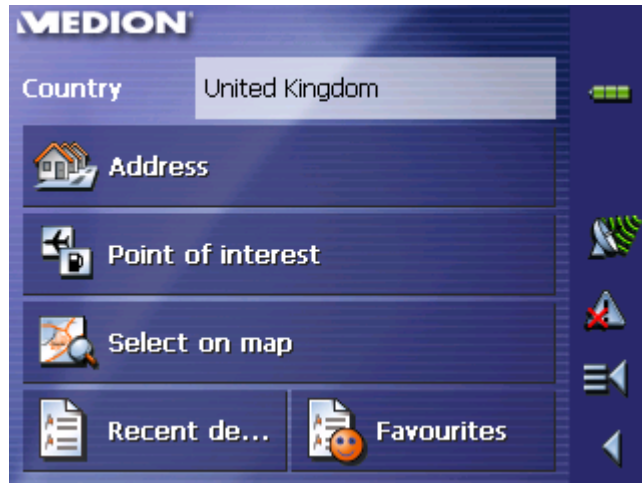 MEDION
Country United Kingdom
Address
Point of interest
Select on map
Recent de... Favourites